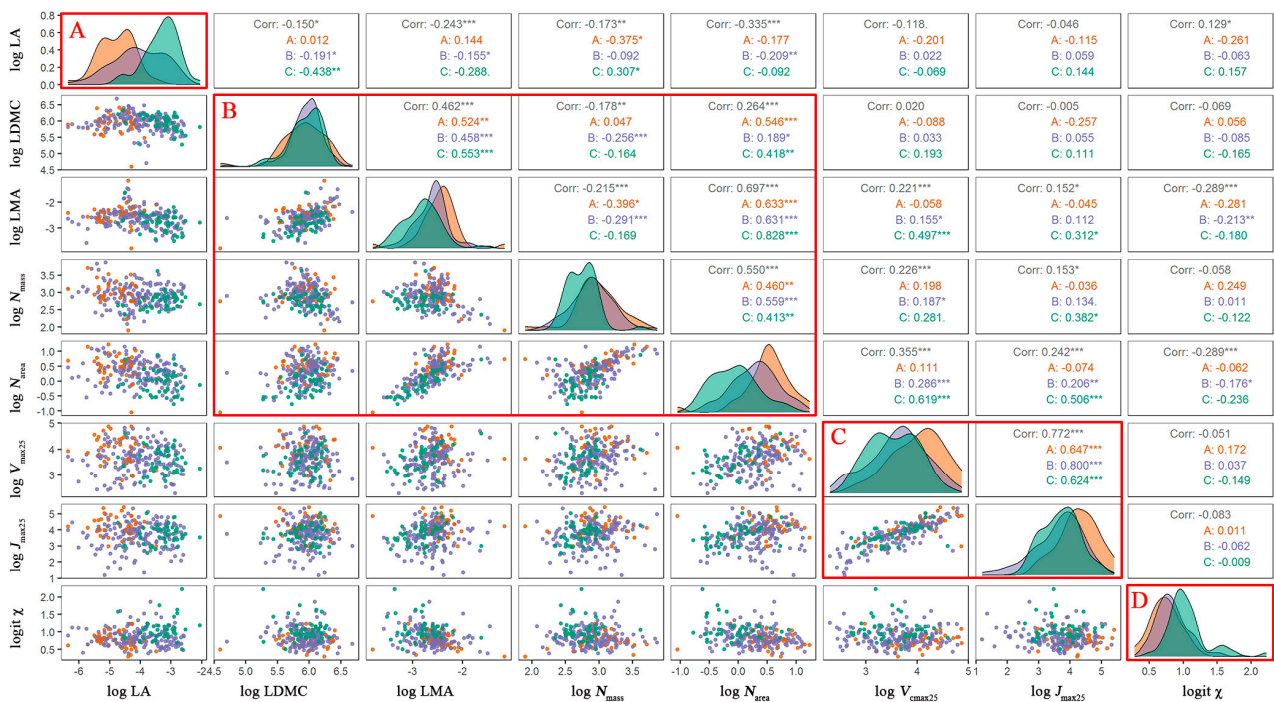 A
Corr: -0.150*
A: 0.012
B: -0.191*
C: -0.438**
Corr: -0.243***
A: 0.144
B: -0.155*
C: -0.288.
Corr: -0.173**
A: -0.375*
B: -0.092
C: 0.307*
Corr: -0.335***
A: -0.177
B: -0.209**
C: -0.092
Corr: -0.118.
A: -0.201
B: 0.022
C: -0.069
Corr: -0.046
A: -0.115
B: 0.059
C: 0.144
Corr: 0.129*
A: -0.261
B: -0.063
C: 0.157
log LA
0.8
0.6
0.4
0.2
0.0
B
Corr: 0.462***
A: 0.524**
B: 0.458***
C: 0.553***
Corr: -0.178**
A: 0.047
B: -0.256***
C: -0.164
Corr: 0.264***
A: 0.546***
B: 0.189*
C: 0.418**
Corr: 0.020
A: -0.088
B: 0.033
C: 0.193
Corr: -0.005
A: -0.257
B: 0.055
C: 0.111
Corr: -0.069
A: 0.056
B: -0.085
C: -0.165
log LDMC
6.5
6.0
5.5
5.0
4.5
Corr: -0.215***
A: -0.396*
B: -0.291***
C: -0.169
Corr: 0.697***
A: 0.633***
B: 0.631***
C: 0.828***
Corr: 0.221***
A: -0.058
B: 0.155*
C: 0.497***
Corr: 0.152*
A: -0.045
B: 0.112
C: 0.312*
Corr: -0.289***
A: -0.281
B: -0.213**
C: -0.180
log LMA
-2
-3
Corr: 0.550***
A: 0.460**
B: 0.559***
C: 0.413**
Corr: 0.226***
A: 0.198
B: 0.187*
C: 0.281.
Corr: 0.153*
A: -0.036
B: 0.134.
C: 0.382*
Corr: -0.058
A: 0.249
B: 0.011
C: -0.122
log Nmass
3.5
3.0
2.5
2.0
Corr: 0.355***
A: 0.111
B: 0.286***
C: 0.619***
Corr: 0.242***
A: -0.074
B: 0.206**
C: 0.506***
Corr: -0.289***
A: -0.062
B: -0.176*
C: -0.236
log Narea
1.0
0.5
0.0
-0.5
-1.0
C
Corr: 0.772***
A: 0.647***
B: 0.800***
C: 0.624***
Corr: -0.051
A: 0.172
B: 0.037
C: -0.149
log Vmax25
5
4
3
Corr: -0.083
A: 0.011
B: -0.062
C: -0.009
log Jmax25
5
4
3
2
1
D
logit χ
2.0
1.5
1.0
0.5
-6 -5 -4 -3 -2
4.5 5.0 5.5 6.0 6.5
-3 -2
2.0 2.5 3.0 3.5
-1.0 -0.5 0.0 0.5 1.0
3 4 5
1 2 3 4 5
0.5 1.0 1.5 2.0
log LA
log LDMC
log LMA
log Nmass
log Narea
log Vcmax25
log Jmax25
logit χ